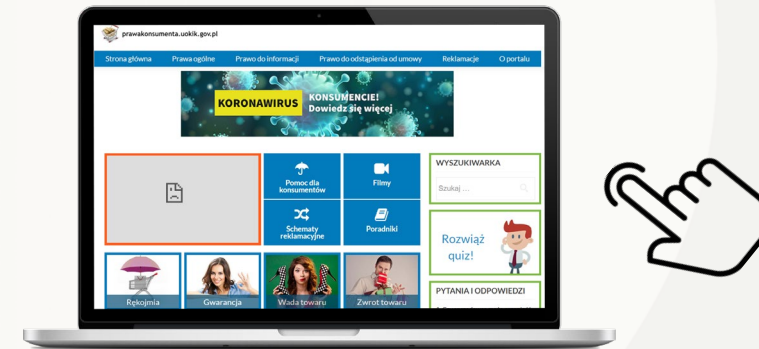 prawakonsumenta.uokik.gov.pl
Strona główna Prawa ogólne Prawo do informacji Prawo do odstąpienia od umowy Reklamacje O portalu
KORONAWIRUS
KONSUMENCIE!
Dowiedz się więcej
Pomoc dla
konsumentów
Filmy
WYSZUKIWARKA
Szukaj ...
Schematy
reklamacyjne
Poradniki
Rozwiąż
quiz!
Rękojmia
Gwarancja
Wada towaru
Zwrot towaru
PYTANIA I ODPOWIEDZI